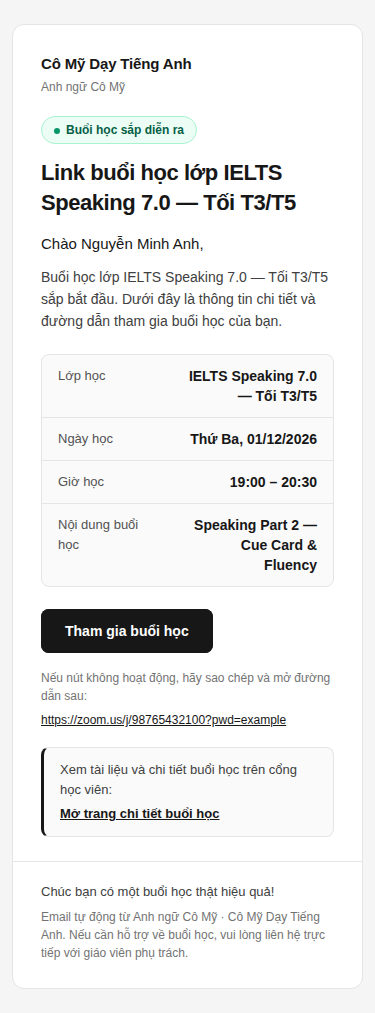 Cô Mỹ Dạy Tiếng Anh
Anh ngữ Cô Mỹ
Buổi học sắp diễn ra
Link buổi học lớp IELTS
Speaking 7.0 — Tối T3/T5
Chào Nguyễn Minh Anh,
Buổi học lớp IELTS Speaking 7.0 — Tối T3/T5
sắp bắt đầu. Dưới đây là thông tin chi tiết và
đường dẫn tham gia buổi học của bạn.
Lớp học
IELTS Speaking 7.0
— Tối T3/T5
Ngày học
Thứ Ba, 01/12/2026
Giờ học
19:00 – 20:30
Nội dung buổi
học
Speaking Part 2 —
Cue Card &
Fluency
Tham gia buổi học
Nếu nút không hoạt động, hãy sao chép và mở đường
dẫn sau:
https://zoom.us/j/98765432100?pwd=example
Xem tài liệu và chi tiết buổi học trên cổng
học viên:
Mở trang chi tiết buổi học
Chúc bạn có một buổi học thật hiệu quả!
Email tự động từ Anh ngữ Cô Mỹ · Cô Mỹ Dạy Tiếng
Anh. Nếu cần hỗ trợ về buổi học, vui lòng liên hệ trực
tiếp với giáo viên phụ trách.